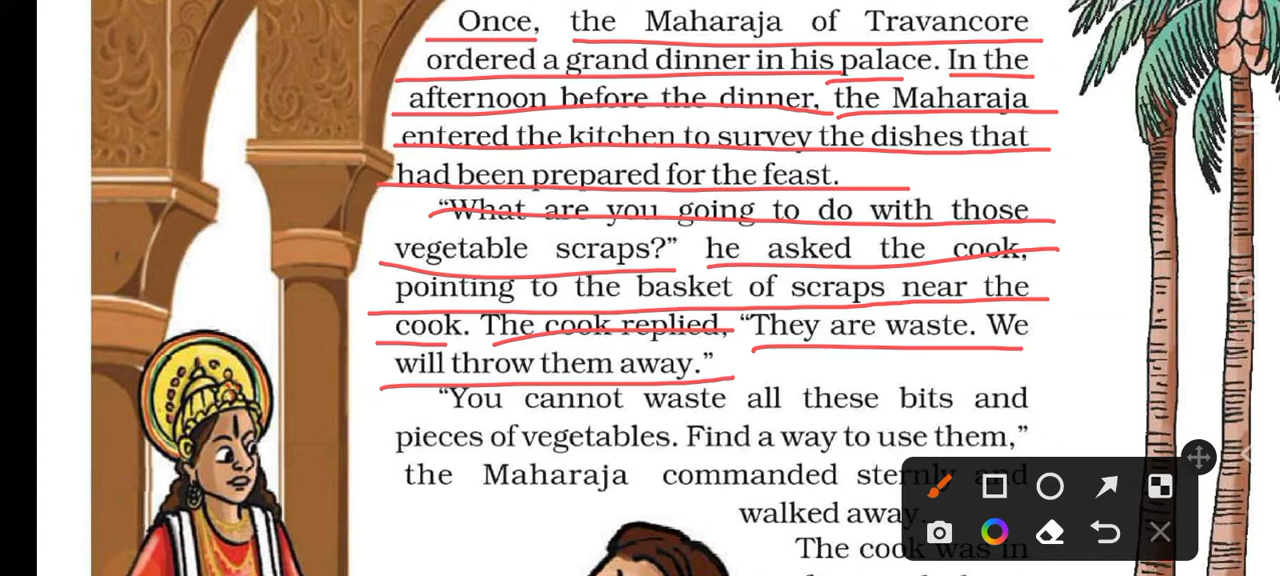 Once, the Maharaja of Travancore
ordered a grand dinner in his palace. In the
afternoon before the dinner, the Maharaja
entered the kitchen to survey the dishes that
had been prepared for the feast.
“What are you going to do with those
vegetable scraps?” he asked the cook,
pointing to the basket of scraps near the
cook. The cook replied, “They are waste. We
will throw them away.”
“You cannot waste all these bits and
pieces of vegetables. Find a way to use them,”
the Maharaja commanded sternly and
walked away.
The cook was in